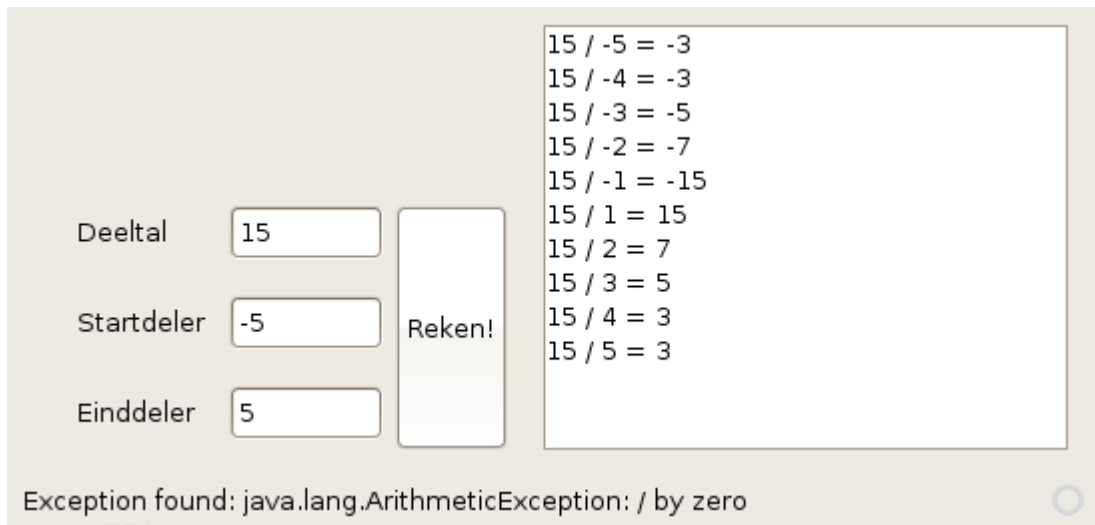 15 / -5 = -3
15 / -4 = -3
15 / -3 = -5
15 / -2 = -7
15 / -1 = -15
15 / 1 = 15
15 / 2 = 7
15 / 3 = 5
15 / 4 = 3
15 / 5 = 3
Deeltal 15
Startdeler -5
Einddeler 5
Reken!
Exception found: java.lang.ArithmeticException: / by zero